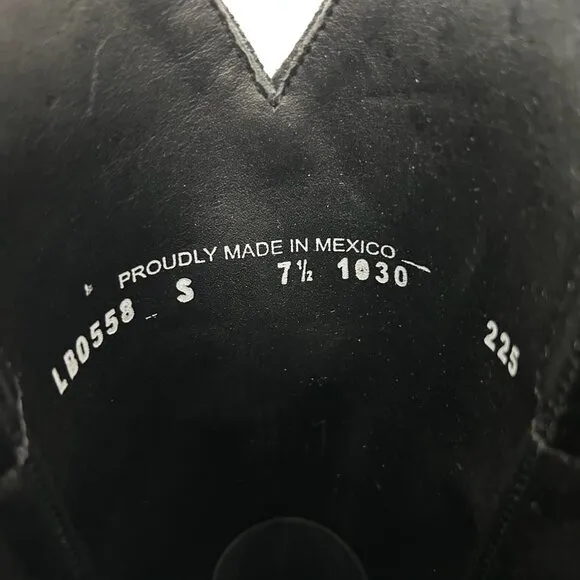 PROUDLY MADE IN MEXICO
LB0558 S 7½ 1030 225